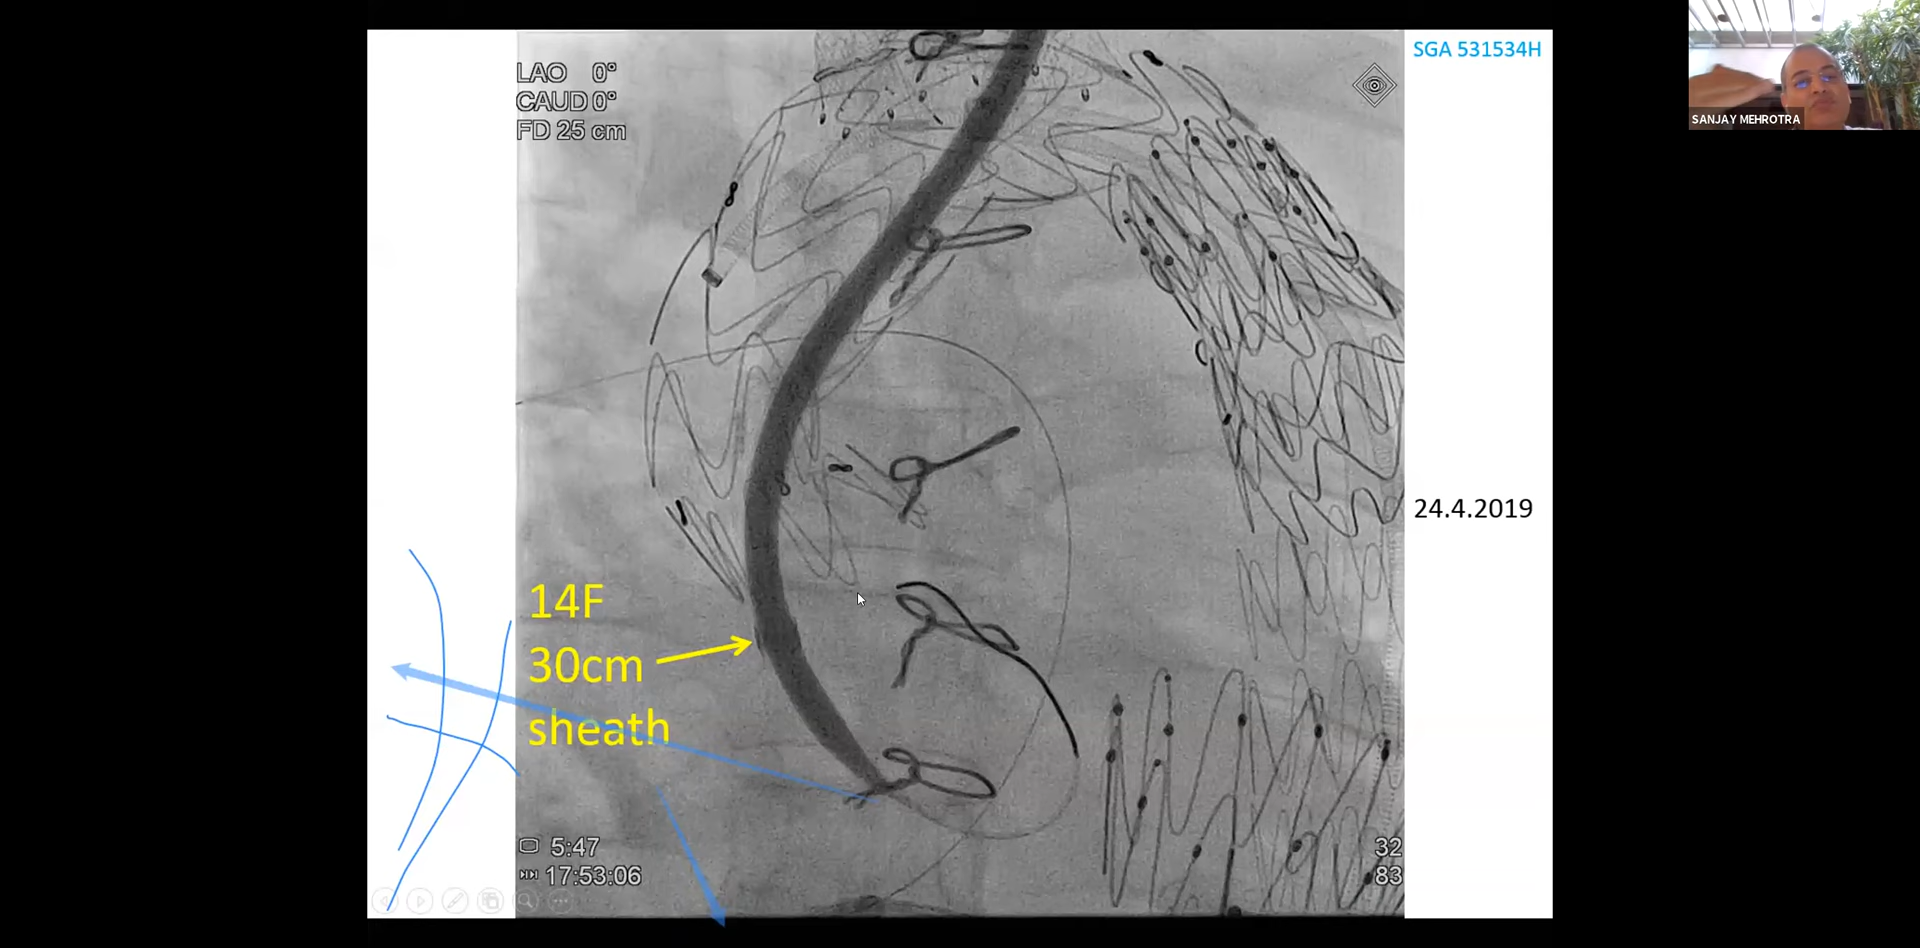 LAO 0°
CAUD 0°
FD 25 cm
SGA 531534H
SANJAY MEHROTRA
24.4.2019
14F
30cm
sheath
5:47
17:53:06
32
83